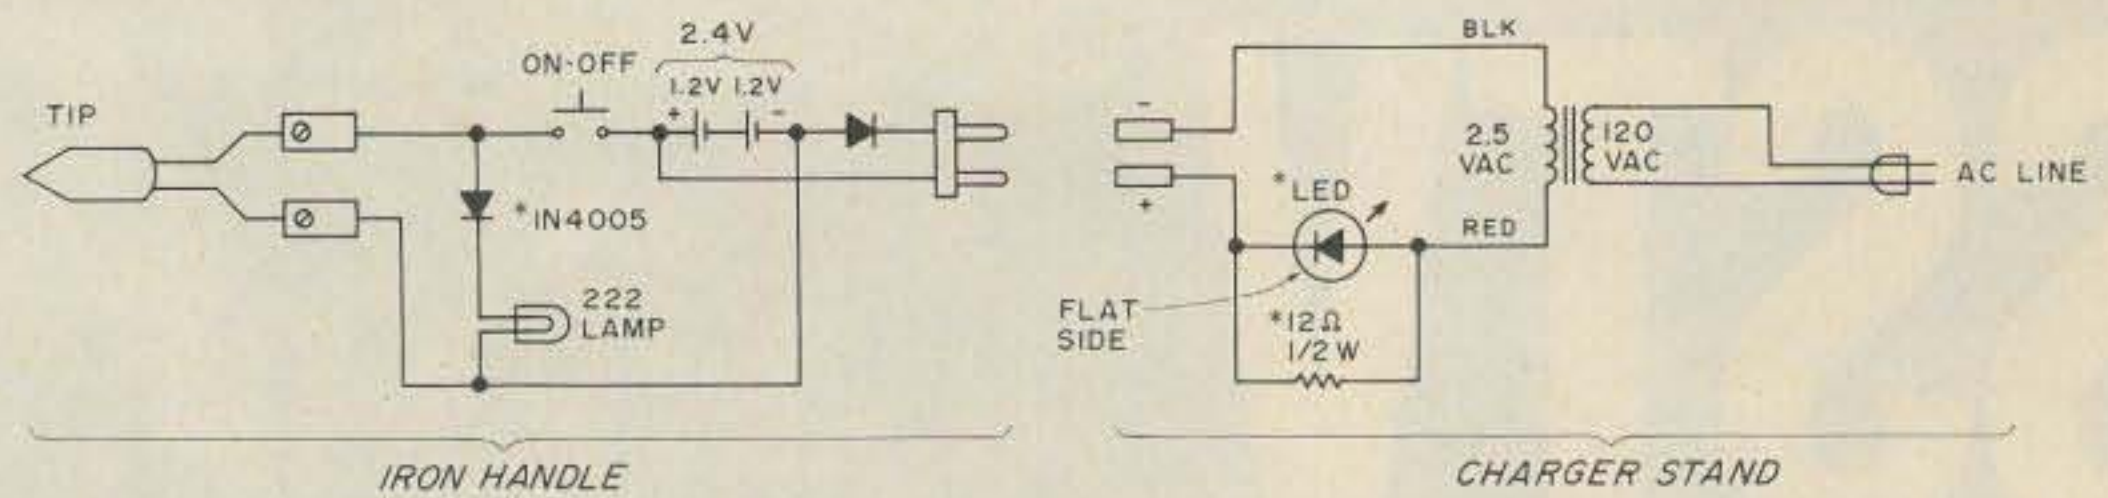 TIP
ON-OFF
2.4V
1.2V 1.2V
+
-
*IN4005
222
LAMP
IRON HANDLE
BLK
-
+
*LED
FLAT
SIDE
*12Ω
1/2 W
RED
2.5
VAC
120
VAC
AC LINE
CHARGER STAND